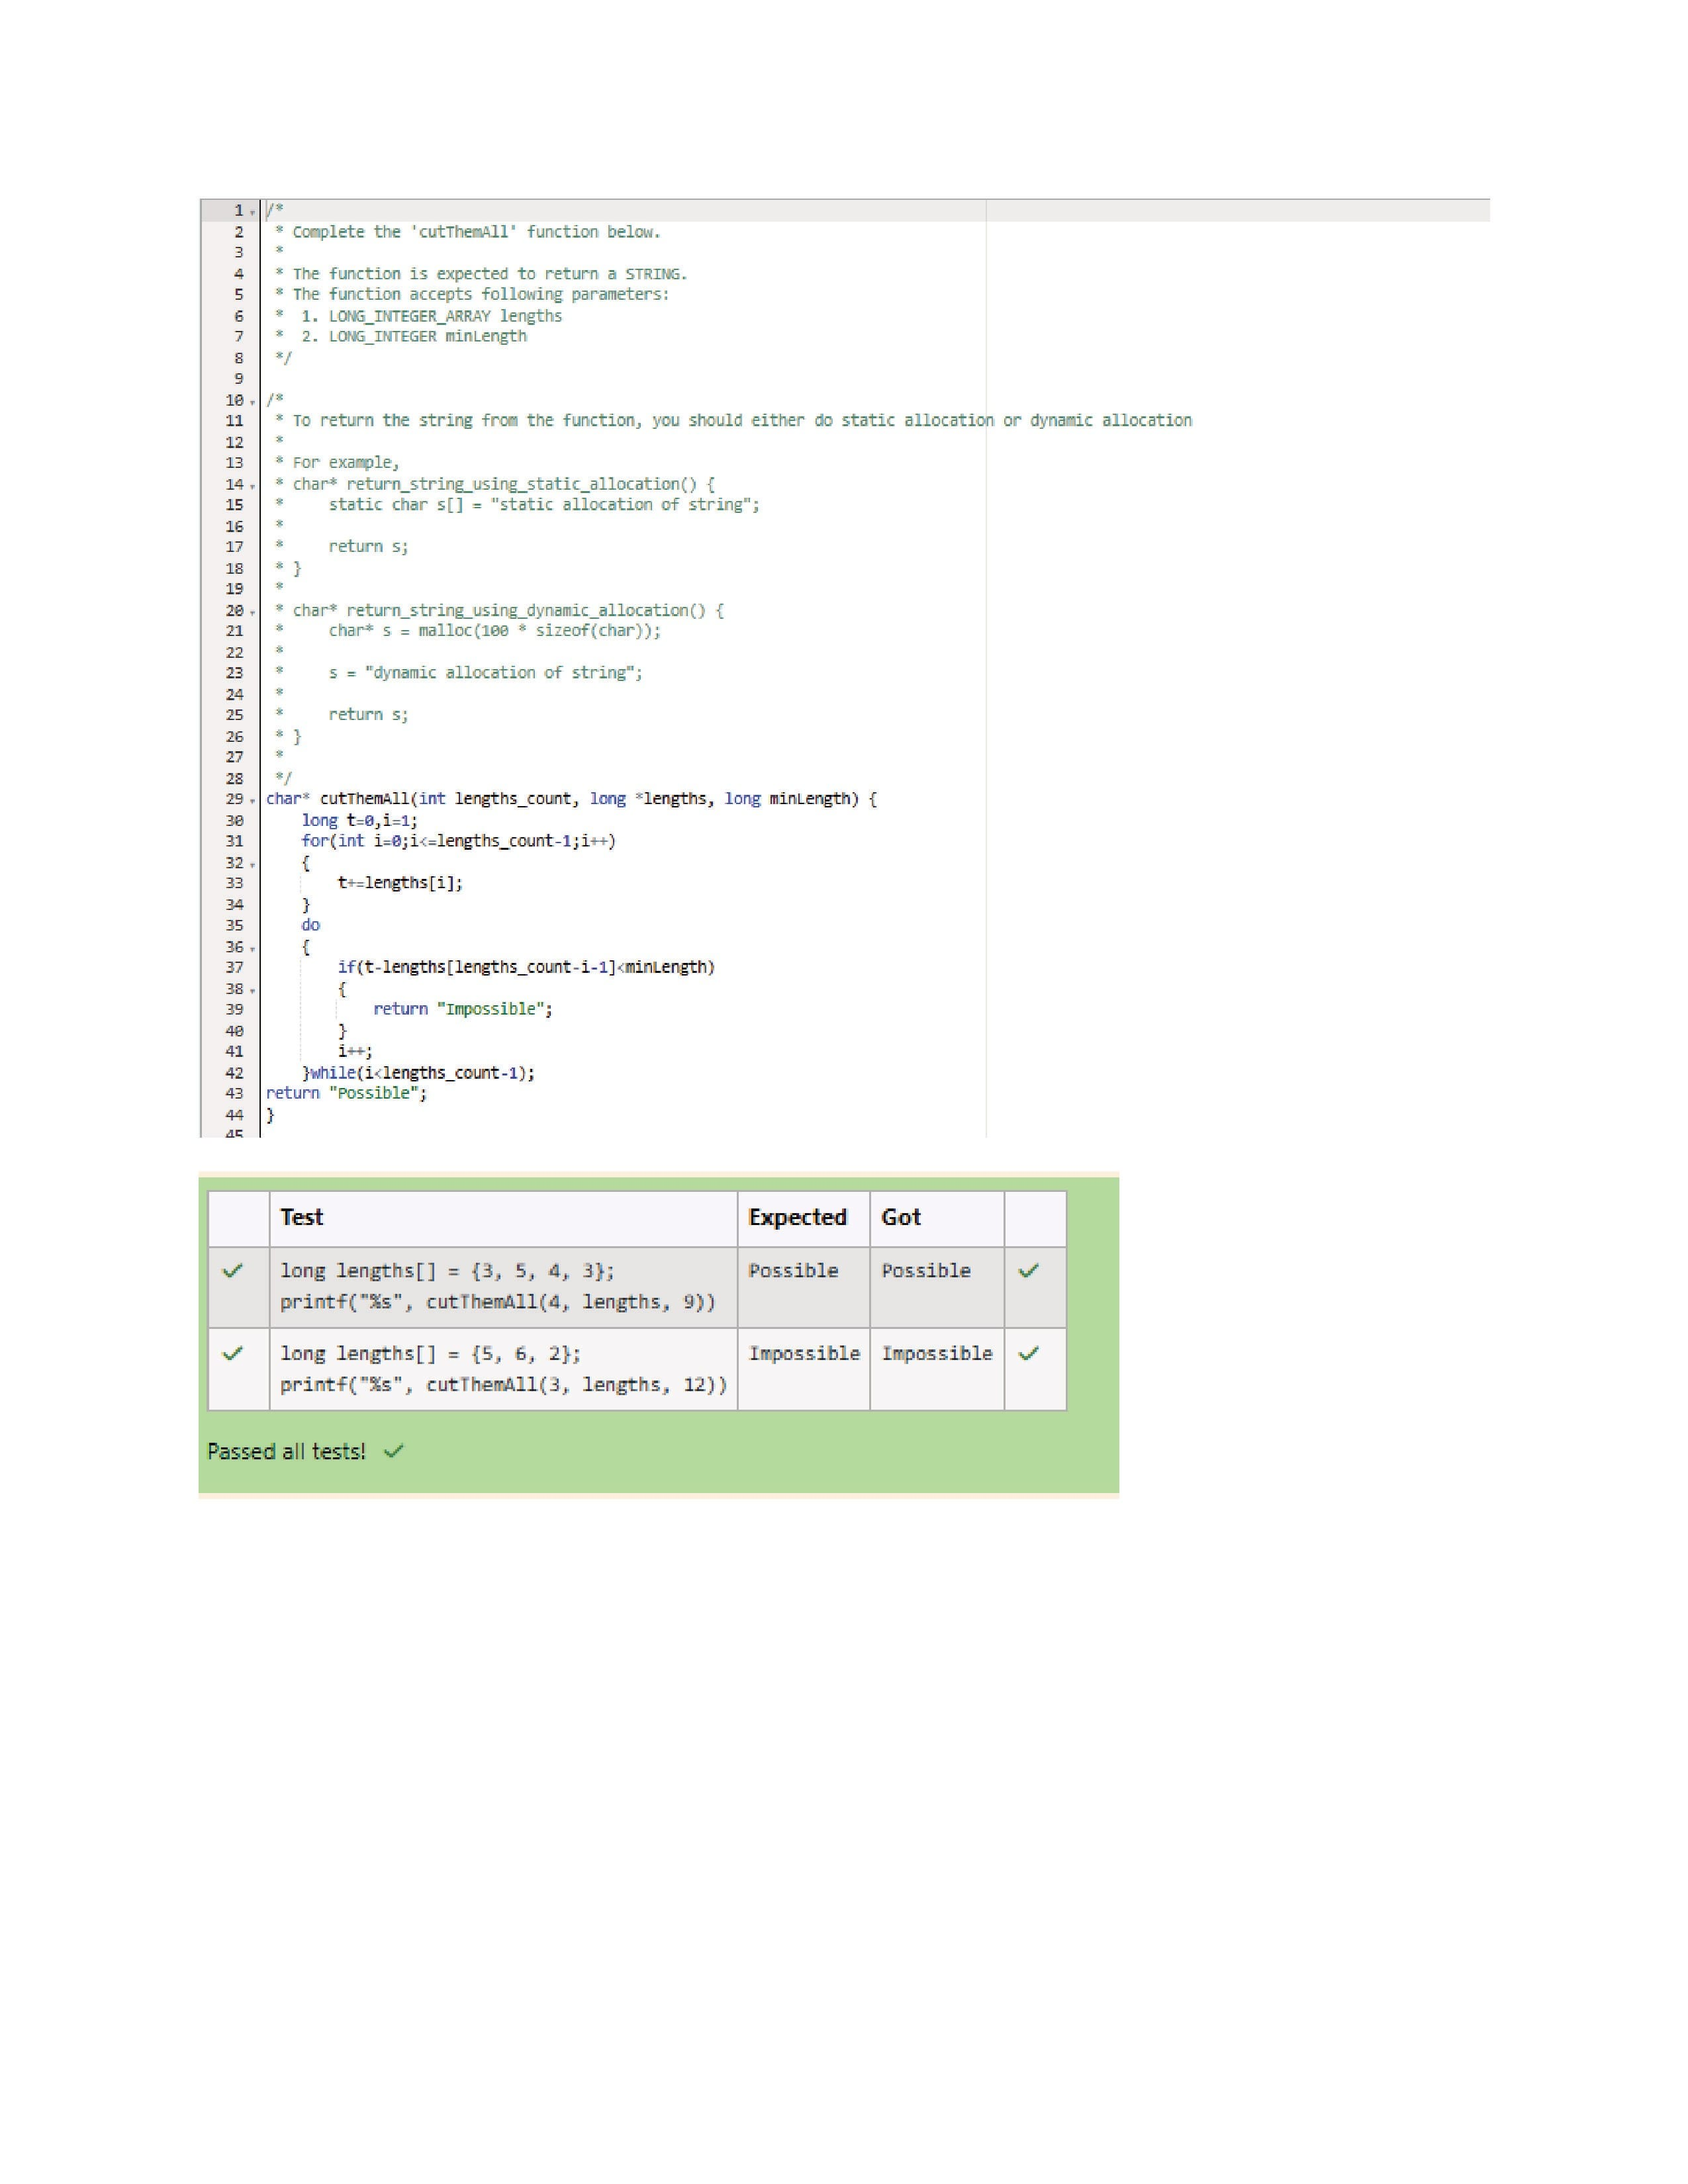 1 /*
2  * Complete the 'cutThemAll' function below.
3  *
4  * The function is expected to return a STRING.
5  * The function accepts following parameters:
6  *  1. LONG_INTEGER_ARRAY lengths
7  *  2. LONG_INTEGER minLength
8  */
9
10 /*
11  * To return the string from the function, you should either do static allocation or dynamic allocation
12  *
13  * For example,
14  * char* return_string_using_static_allocation() {
15  *     static char s[] = "static allocation of string";
16  *
17  *     return s;
18  * }
19  *
20  * char* return_string_using_dynamic_allocation() {
21  *     char* s = malloc(100 * sizeof(char));
22  *
23  *     s = "dynamic allocation of string";
24  *
25  *     return s;
26  * }
27  *
28  */
29 char* cutThemAll(int lengths_count, long *lengths, long minLength) {
30     long t=0,i=1;
31     for(int i=0;i<=lengths_count-1;i++)
32     {
33         t+=lengths[i];
34     }
35     do
36     {
37         if(t-lengths[lengths_count-i-1]<minLength)
38         {
39             return "Impossible";
40         }
41         i++;
42     }while(i<lengths_count-1);
43 return "Possible";
44 }
45
Test Expected Got
long lengths[] = {3, 5, 4, 3}; Possible Possible
printf("%s", cutThemAll(4, lengths, 9))
long lengths[] = {5, 6, 2}; Impossible Impossible
printf("%s", cutThemAll(3, lengths, 12))
Passed all tests!